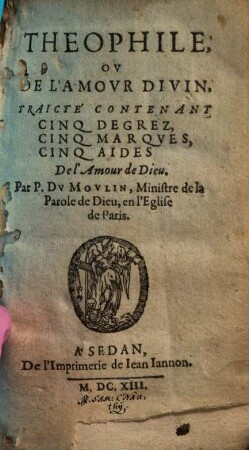 THEOPHILE,
OV
DE L'AMOVR DIVIN.
TRAICTÉ CONTENANT
CINQ DEGREZ,
CINQ MARQVES,
CINQ AIDES
De l'Amour de Dieu.
Par P. DV MOVLIN, Ministre de la
Parole de Dieu, en l'Eglise
de Paris.
A SEDAN,
De l'Imprimerie de Iean Iannon.
M. DC. XIII.